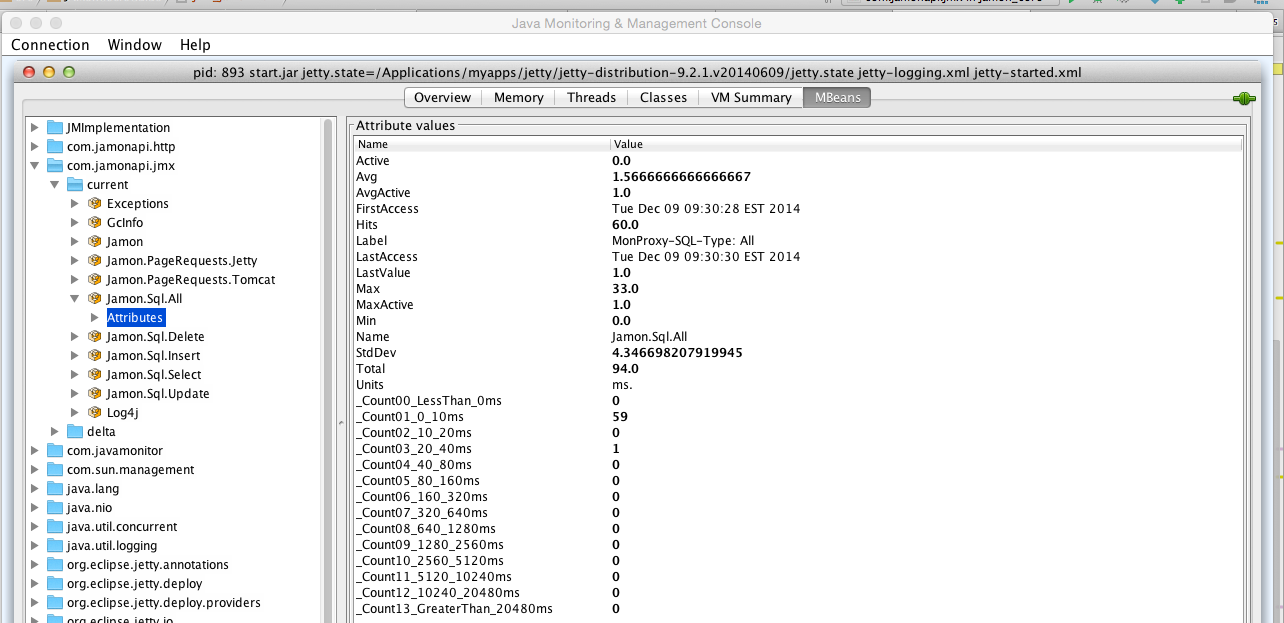 Java Monitoring & Management Console
Connection Window Help
pid: 893 start.jar jetty.state=/Applications/myapps/jetty/jetty-distribution-9.2.1.v20140609/jetty.state jetty-logging.xml jetty-started.xml
Overview Memory Threads Classes VM Summary MBeans
JMImplementation
com.jamonapi.http
com.jamonapi.jmx
current
Exceptions
GcInfo
Jamon
Jamon.PageRequests.Jetty
Jamon.PageRequests.Tomcat
Jamon.Sql.All
Attributes
Jamon.Sql.Delete
Jamon.Sql.Insert
Jamon.Sql.Select
Jamon.Sql.Update
Log4j
delta
com.javamonitor
com.sun.management
java.lang
java.nio
java.util.concurrent
java.util.logging
org.eclipse.jetty.annotations
org.eclipse.jetty.deploy
org.eclipse.jetty.deploy.providers
org.eclipse.jetty.io
Attribute values
Name Value
Active 0.0
Avg 1.5666666666666667
AvgActive 1.0
FirstAccess Tue Dec 09 09:30:28 EST 2014
Hits 60.0
Label MonProxy-SQL-Type: All
LastAccess Tue Dec 09 09:30:30 EST 2014
LastValue 1.0
Max 33.0
MaxActive 1.0
Min 0.0
Name Jamon.Sql.All
StdDev 4.346698207919945
Total 94.0
Units ms.
_Count00_LessThan_0ms 0
_Count01_0_10ms 59
_Count02_10_20ms 0
_Count03_20_40ms 1
_Count04_40_80ms 0
_Count05_80_160ms 0
_Count06_160_320ms 0
_Count07_320_640ms 0
_Count08_640_1280ms 0
_Count09_1280_2560ms 0
_Count10_2560_5120ms 0
_Count11_5120_10240ms 0
_Count12_10240_20480ms 0
_Count13_GreaterThan_20480ms 0